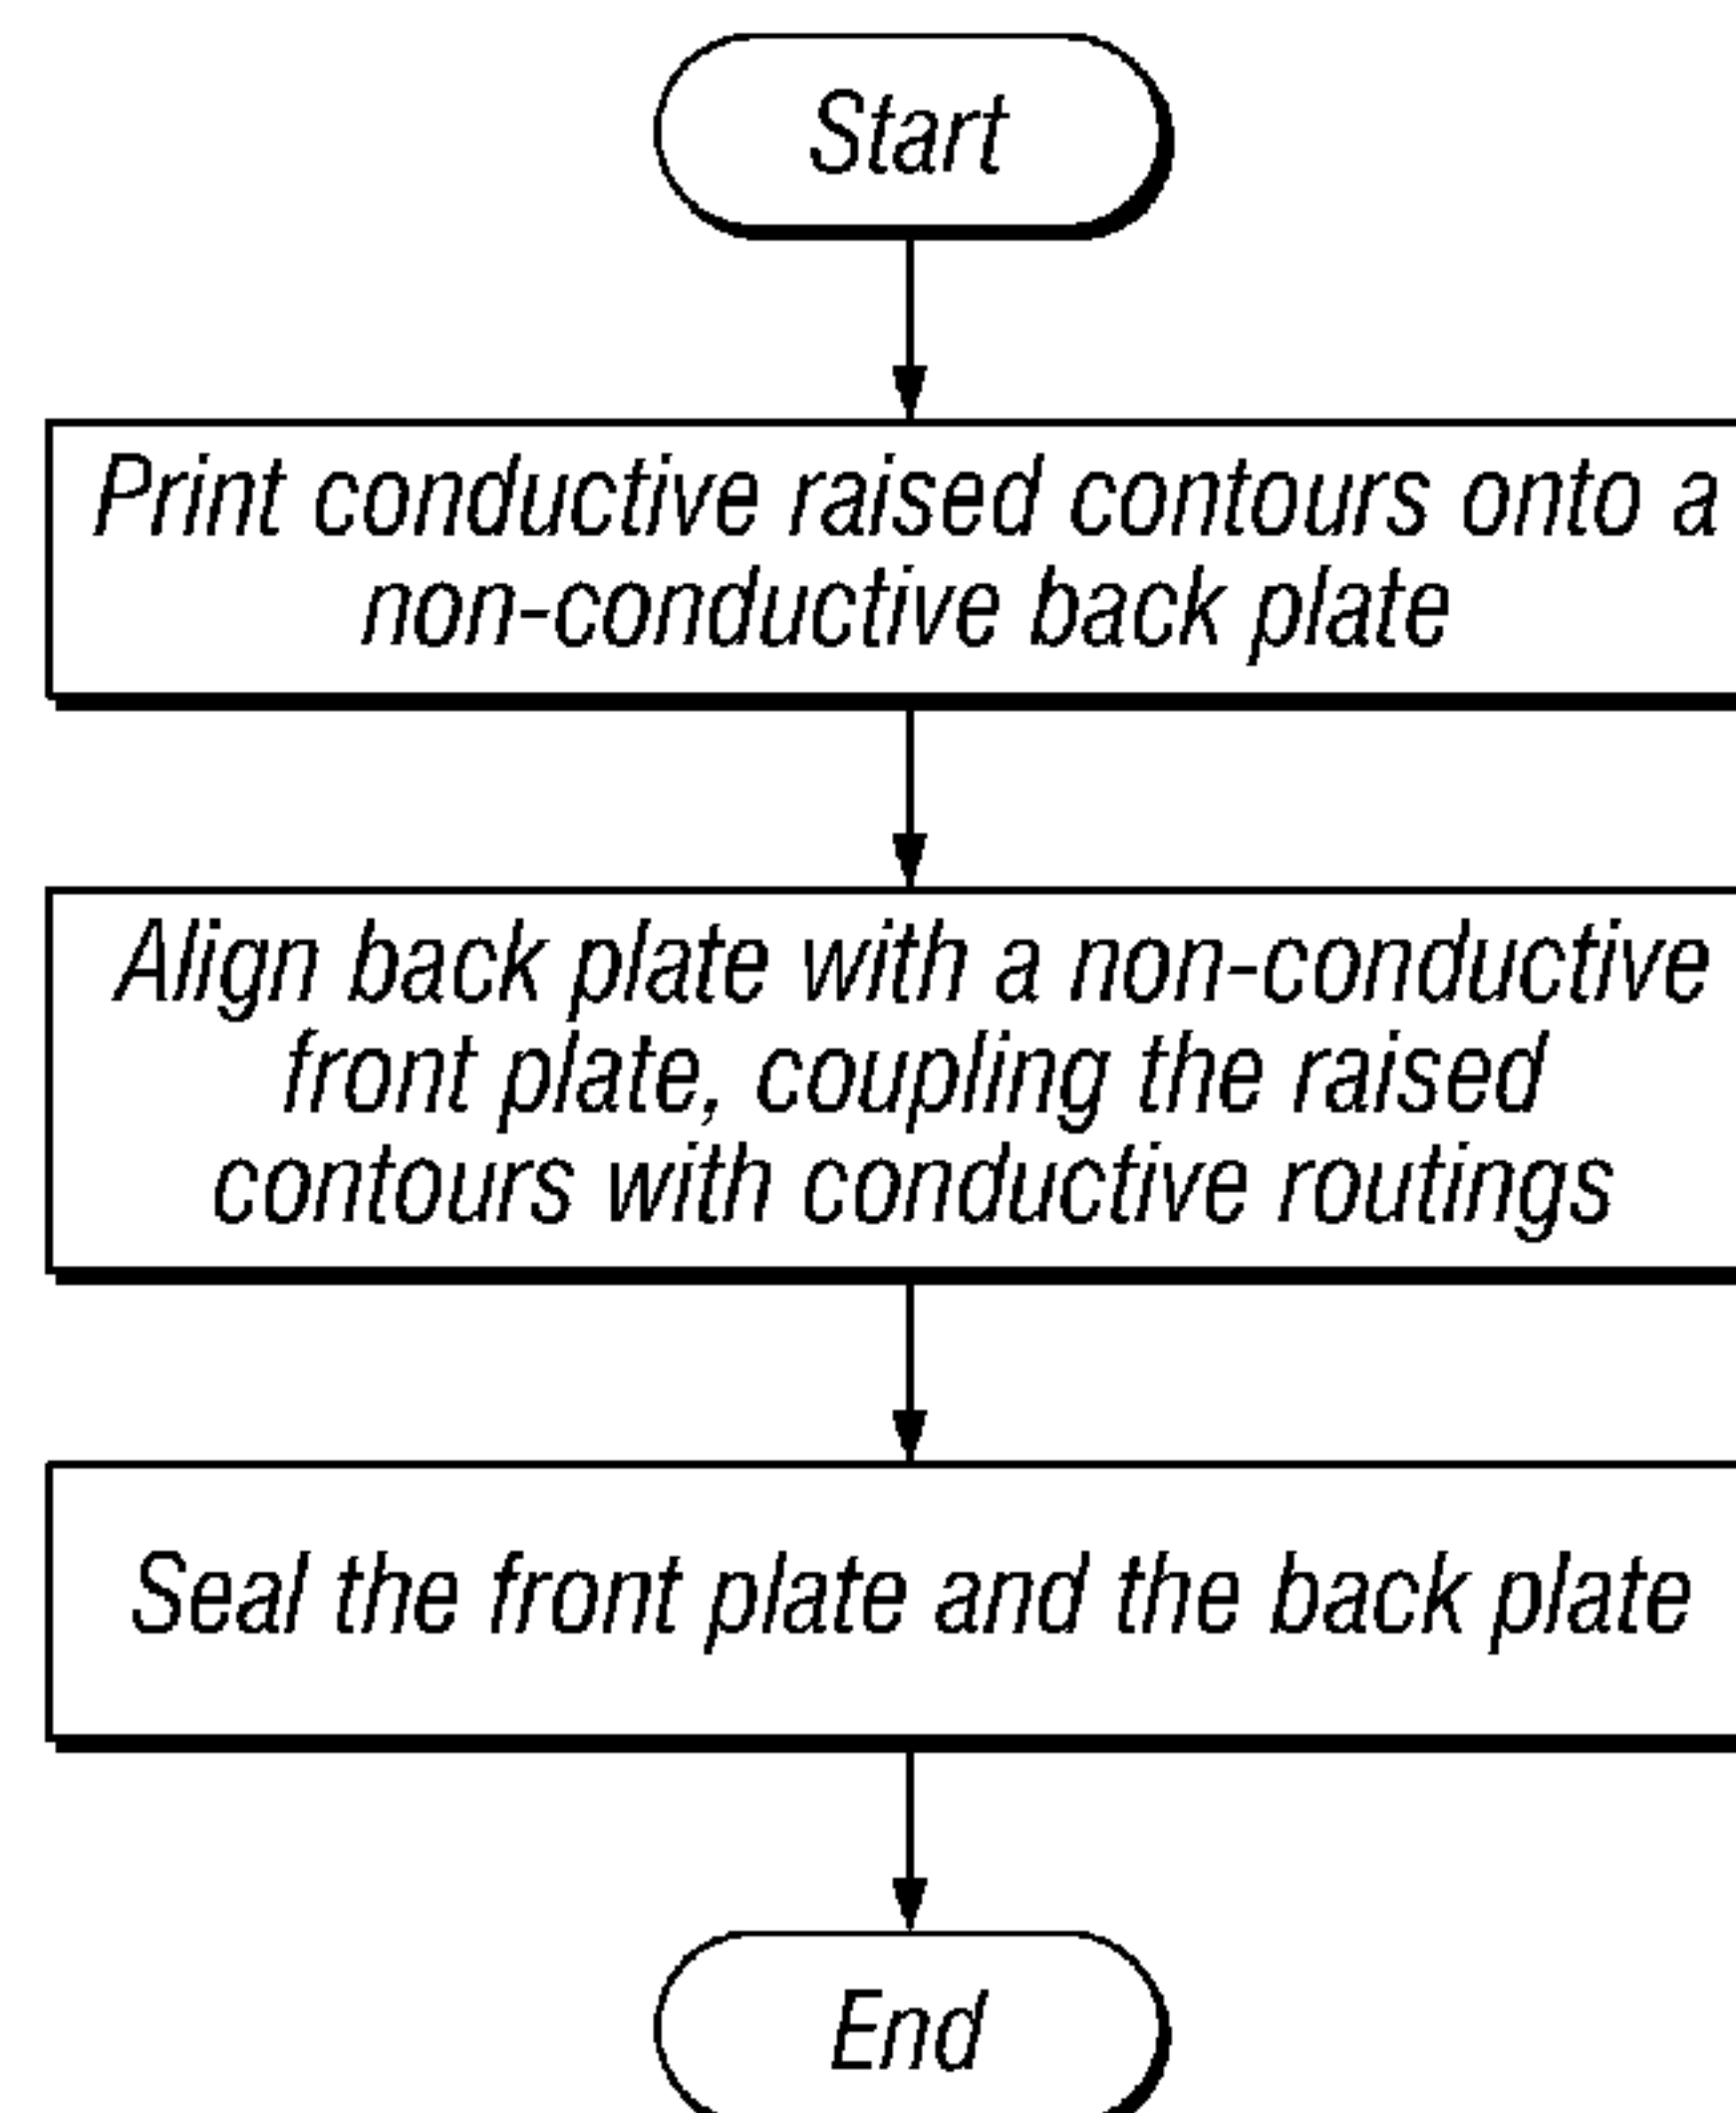 Start
Print conductive raised contours onto a
non-conductive back plate
Align back plate with a non-conductive
front plate, coupling the raised
contours with conductive routings
Seal the front plate and the back plate
End